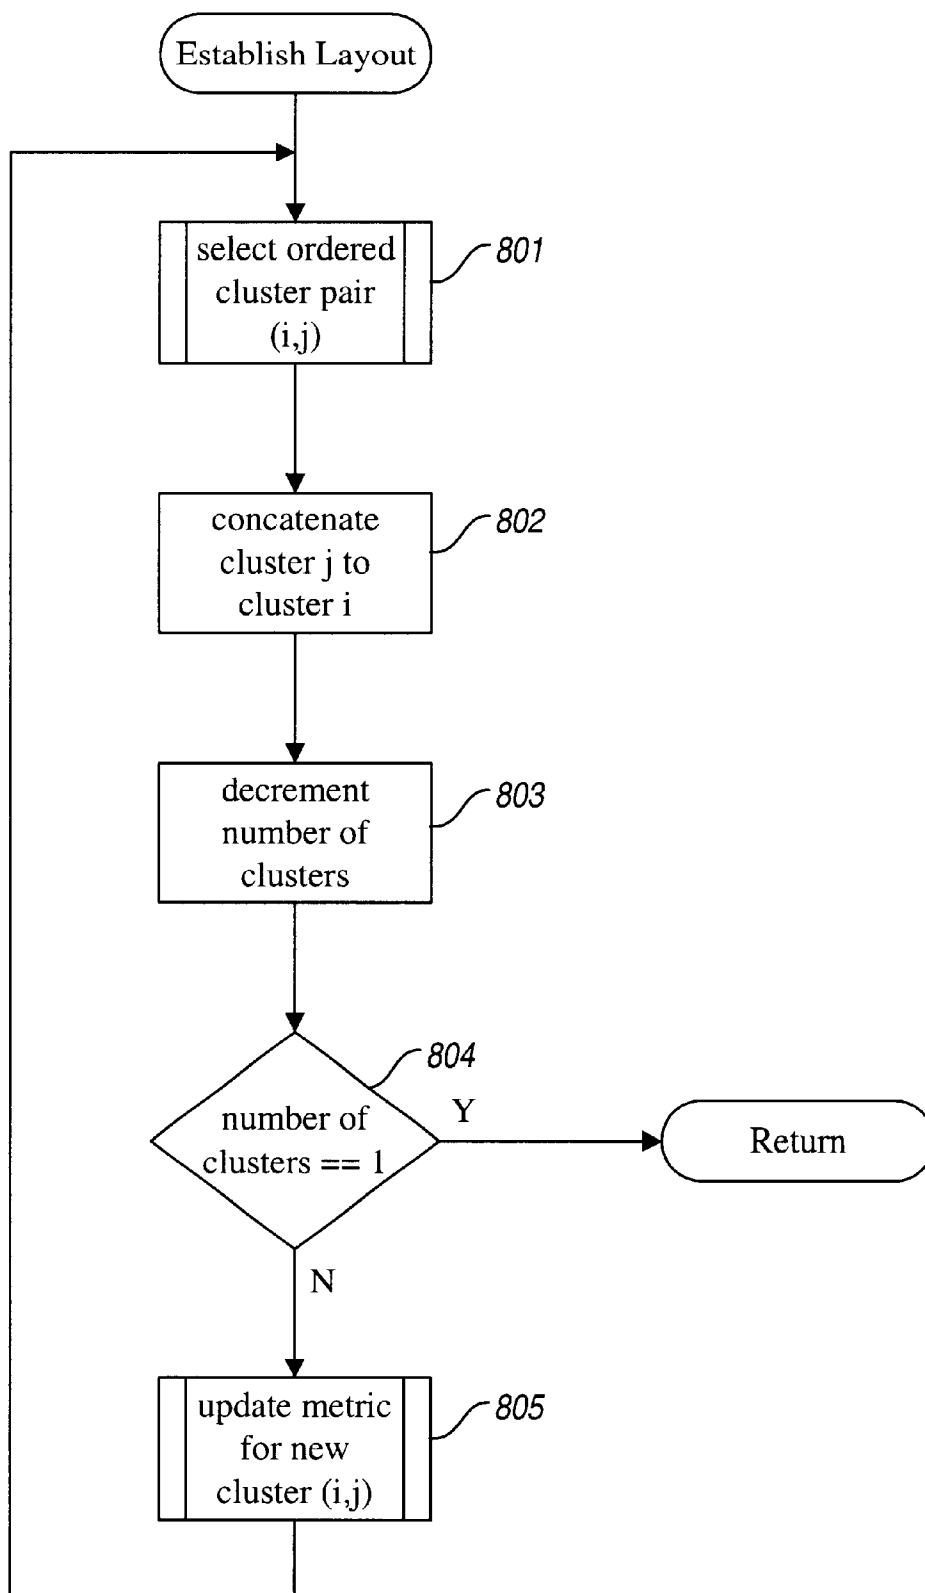 Establish Layout
select ordered
cluster pair
(i,j)
801
concatenate
cluster j to
cluster i
802
decrement
number of
clusters
803
804
number of
clusters == 1
Y
Return
N
update metric
for new
cluster (i,j)
805